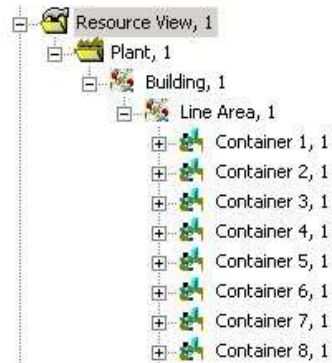 Resource View, 1
Plant, 1
Building, 1
Line Area, 1
Container 1, 1
Container 2, 1
Container 3, 1
Container 4, 1
Container 5, 1
Container 6, 1
Container 7, 1
Container 8, 1